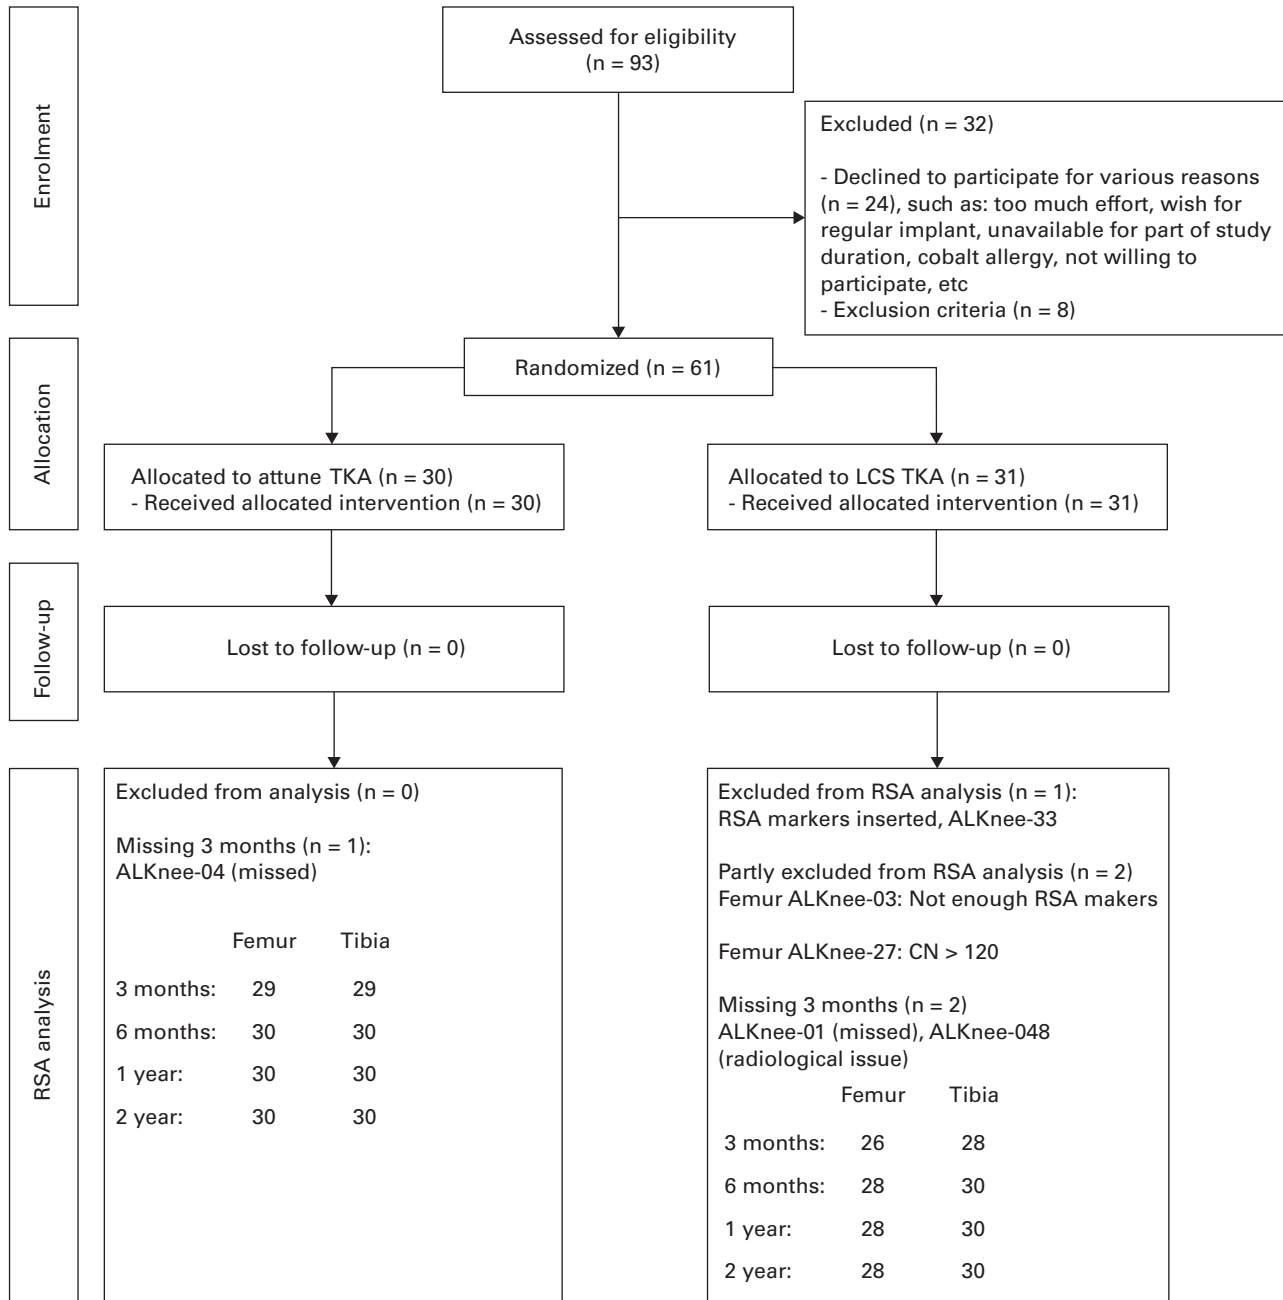 Enrolment
Assessed for eligibility
(n = 93)
Excluded (n = 32)
- Declined to participate for various reasons
(n = 24), such as: too much effort, wish for
regular implant, unavailable for part of study
duration, cobalt allergy, not willing to
participate, etc
- Exclusion criteria (n = 8)
Allocation
Randomized (n = 61)
Allocated to attune TKA (n = 30)
- Received allocated intervention (n = 30)
Allocated to LCS TKA (n = 31)
- Received allocated intervention (n = 31)
Follow-up
Lost to follow-up (n = 0)
Lost to follow-up (n = 0)
RSA analysis
Excluded from analysis (n = 0)
Missing 3 months (n = 1):
ALKnee-04 (missed)
Femur Tibia
3 months: 29 29
6 months: 30 30
1 year: 30 30
2 year: 30 30
Excluded from RSA analysis (n = 1):
RSA markers inserted, ALKnee-33
Partly excluded from RSA analysis (n = 2)
Femur ALKnee-03: Not enough RSA makers
Femur ALKnee-27: CN > 120
Missing 3 months (n = 2)
ALKnee-01 (missed), ALKnee-048
(radiological issue)
Femur Tibia
3 months: 26 28
6 months: 28 30
1 year: 28 30
2 year: 28 30